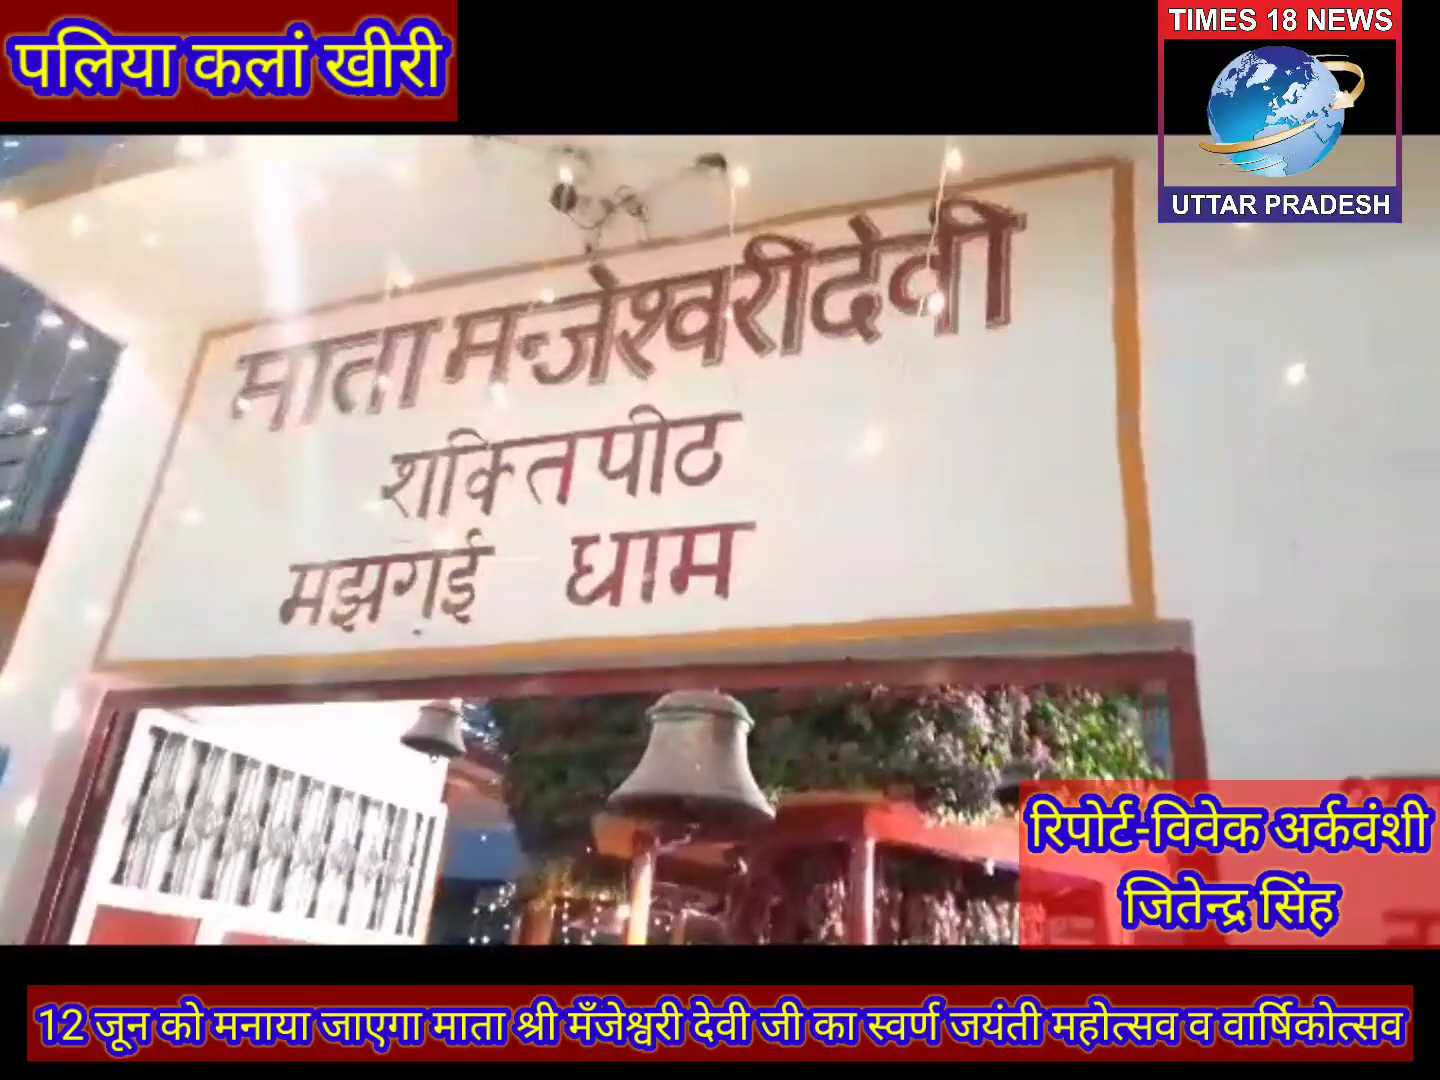 पलिया कलां खीरी
TIMES 18 NEWS
UTTAR PRADESH
माता मन्जेश्वरी देवी
शक्ति पीठ
मझगई धाम
रिपोर्ट-विवेक अर्कवंशी
जितेन्द्र सिंह
12 जून को मनाया जाएगा माता श्री मँजेश्वरी देवी जी का स्वर्ण जयंती महोत्सव व वार्षिकोत्सव